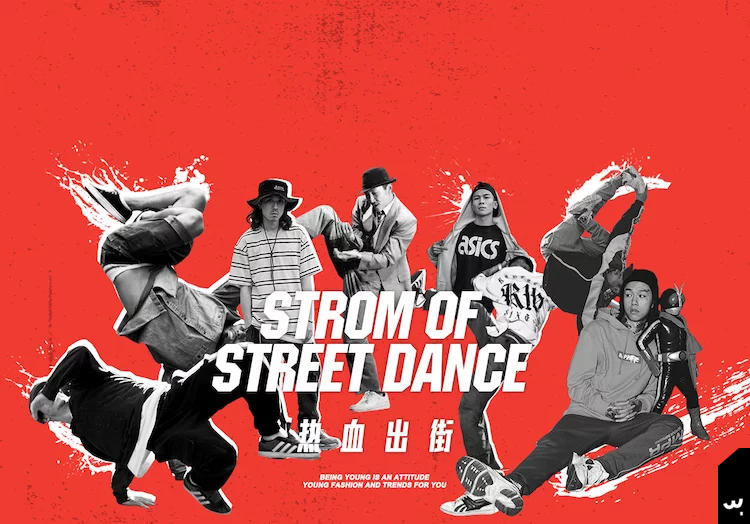 ASICS
STROM OF
STREET DANCE
热血出街
BEING YOUNG IS AN ATTITUDE
YOUNG FASHION AND TRENDS FOR YOU